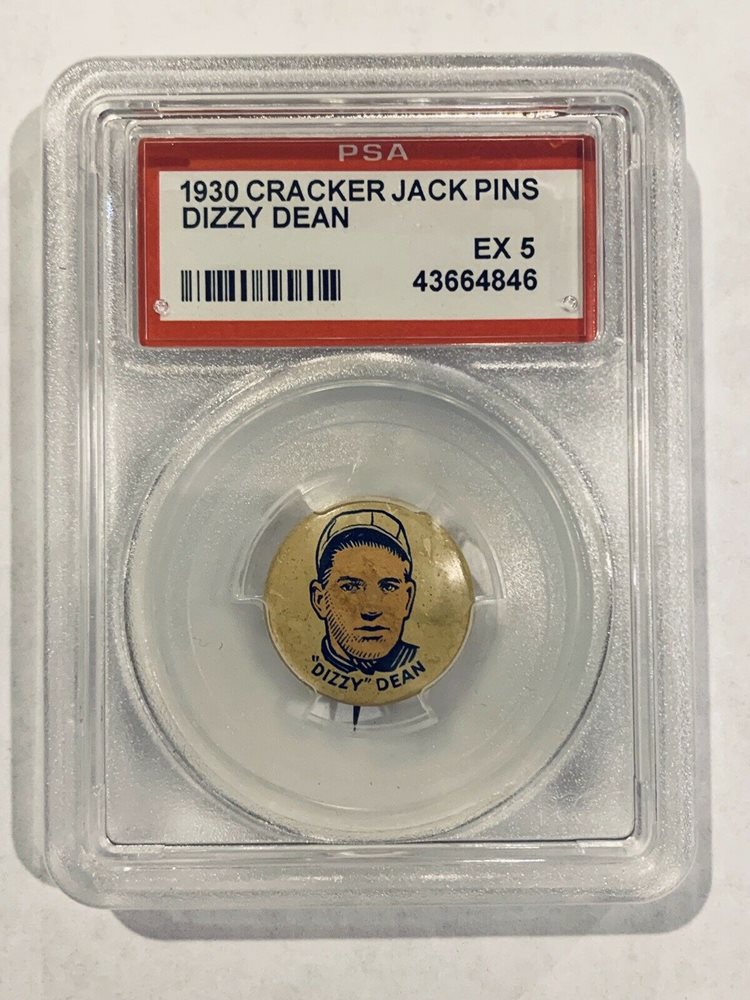 PSA
1930 CRACKER JACK PINS
DIZZY DEAN
EX 5
43664846
"DIZZY" DEAN